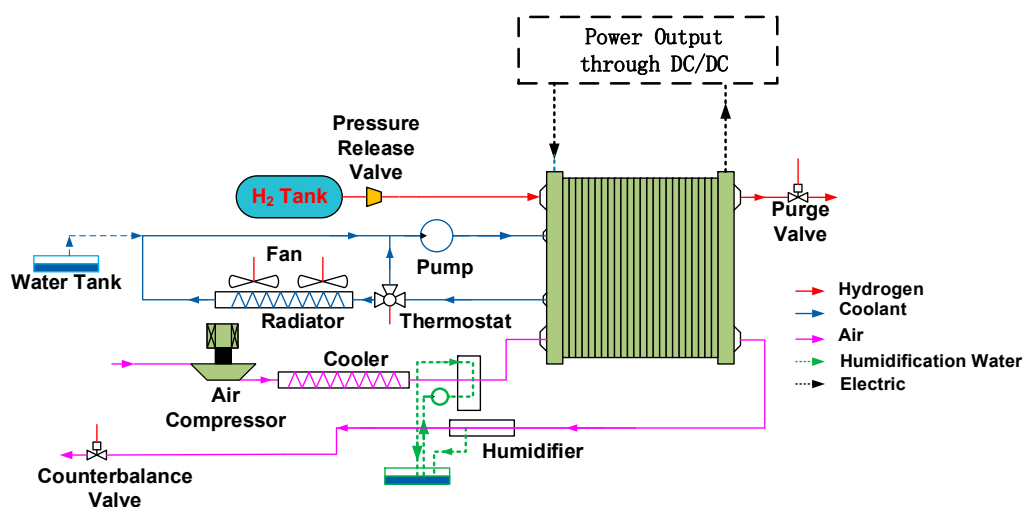 Power Output
through DC/DC
Pressure
Release
Valve
H₂ Tank
Purge
Valve
Fan
Pump
Water Tank
Radiator
Thermostat
Hydrogen
Coolant
Air
Humidification Water
Electric
Cooler
Air
Compressor
Humidifier
Counterbalance
Valve